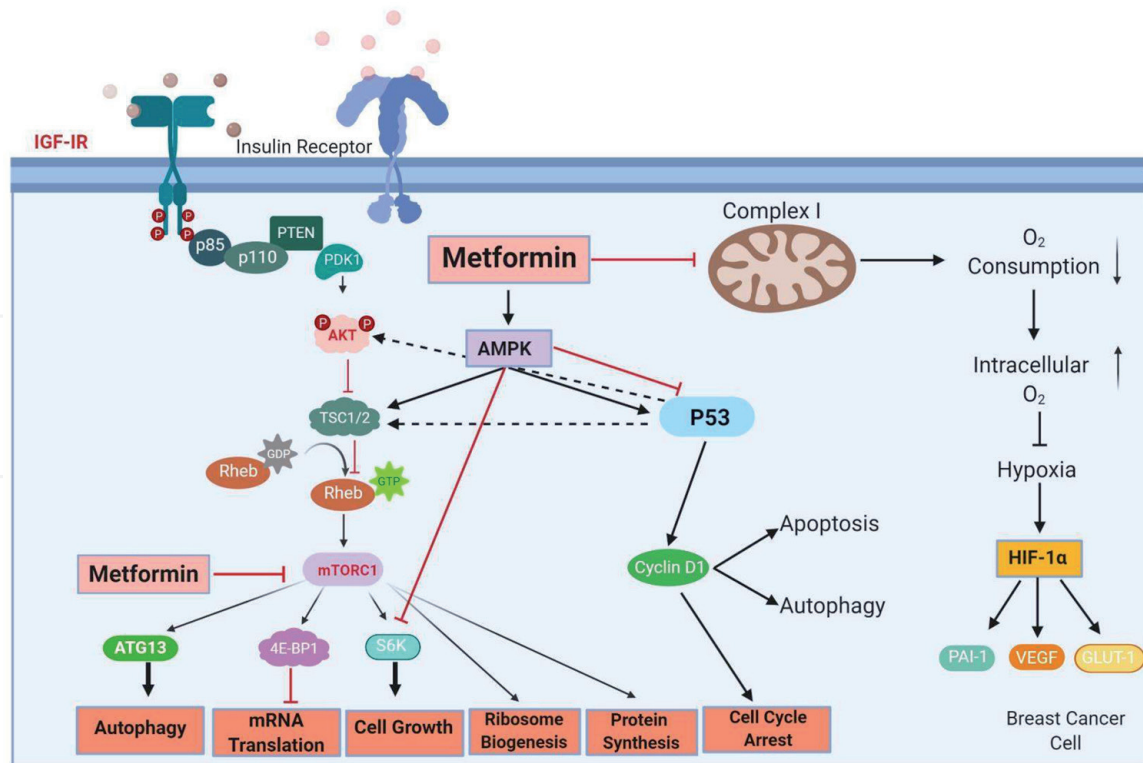 IGF-IR
Insulin Receptor
P
P
P
P
p85
p110
PTEN
PDK1
Metformin
Complex I
O2
Consumption
P
P
AKT
AMPK
Intracellular
O2
TSC1/2
P53
Rheb
GDP
Rheb
GTP
Hypoxia
Metformin
mTORC1
Cyclin D1
Apoptosis
Autophagy
HIF-1α
ATG13
4E-BP1
S6K
PAI-1
VEGF
GLUT-1
Autophagy
mRNA
Translation
Cell Growth
Ribosome
Biogenesis
Protein
Synthesis
Cell Cycle
Arrest
Breast Cancer
Cell